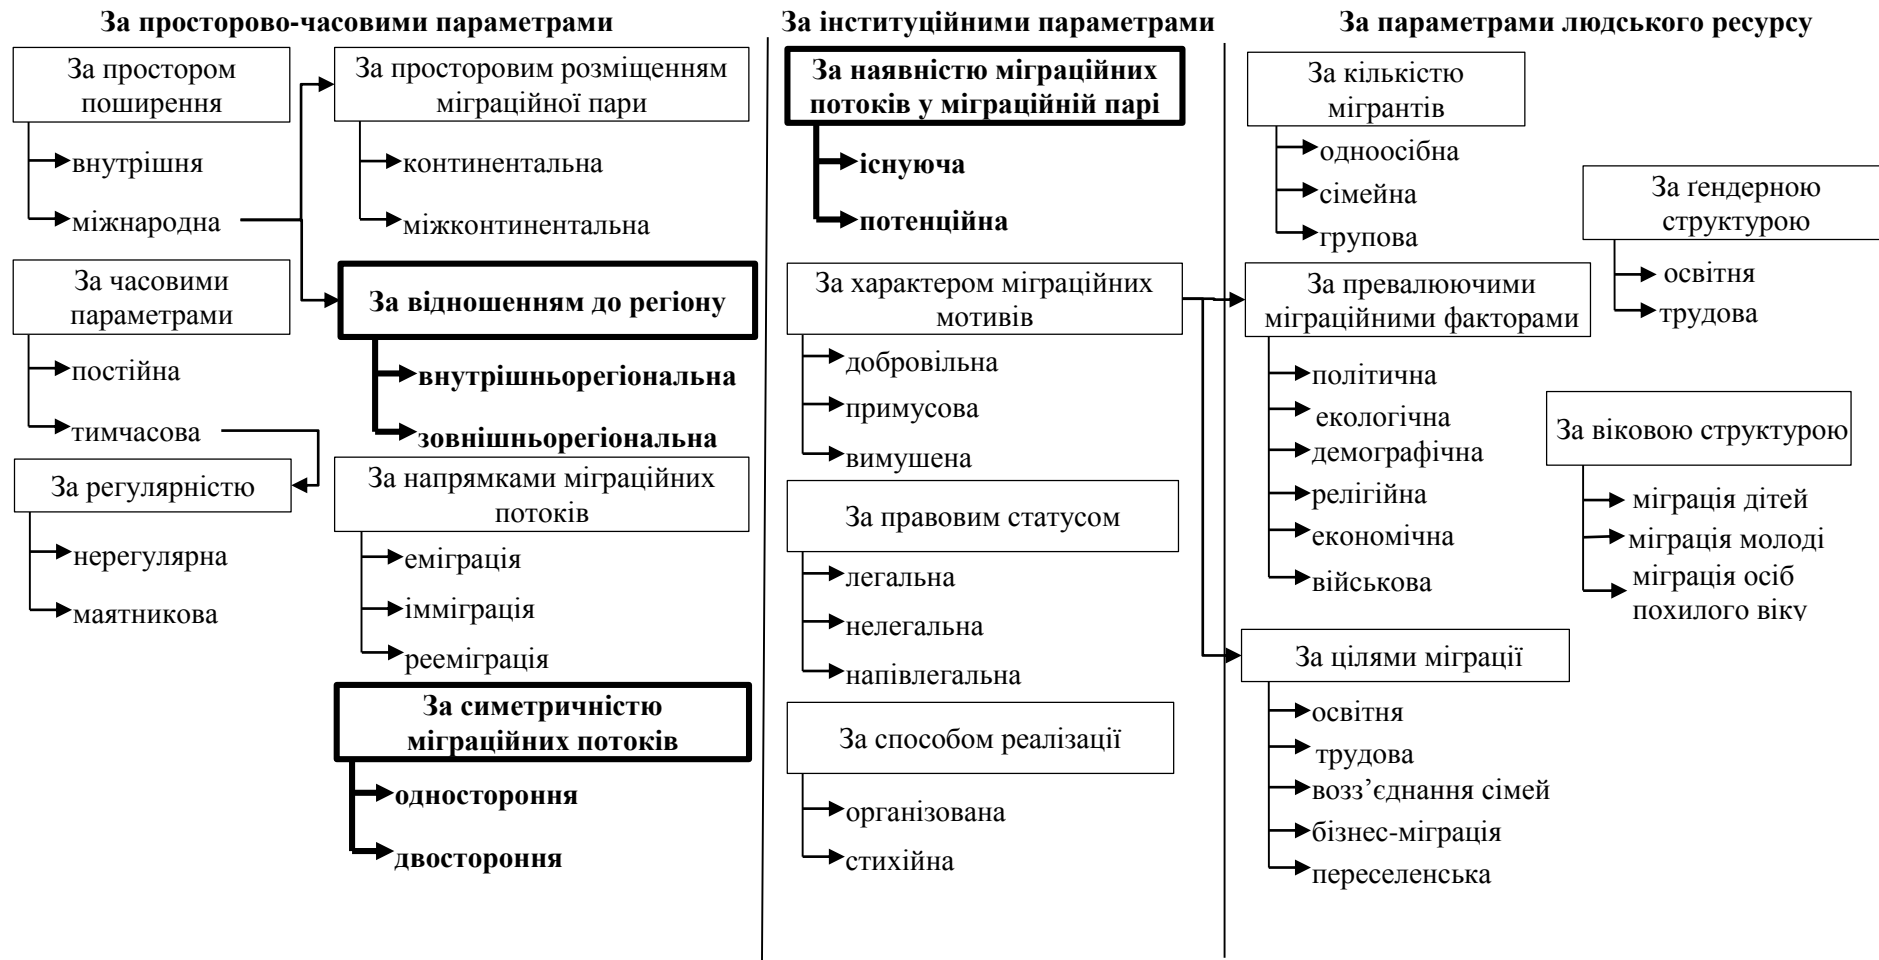 За просторово-часовими параметрами
За простором
поширення
внутрішня
міжнародна
За часовими
параметрами
постійна
тимчасова
За регулярністю
нерегулярна
маятникова
За просторовим розміщенням
міграційної пари
континентальна
міжконтинентальна
За відношенням до регіону
внутрішньорегіональна
зовнішньорегіональна
За напрямками міграційних
потоків
еміграція
імміграція
рееміграція
За симетричністю
міграційних потоків
одностороння
двостороння
За інституційними параметрами
За наявністю міграційних
потоків у міграційній парі
існуюча
потенційна
За характером міграційних
мотивів
добровільна
примусова
вимушена
За правовим статусом
легальна
нелегальна
напівлегальна
За способом реалізації
організована
стихійна
За параметрами людського ресурсу
За кількістю
мігрантів
одноосібна
сімейна
групова
За превалюючими
міграційними факторами
політична
екологічна
демографічна
релігійна
економічна
військова
За цілями міграції
освітня
трудова
возз’єднання сімей
бізнес-міграція
переселенська
За ґендерною
структурою
освітня
трудова
За віковою структурою
міграція дітей
міграція молоді
міграція осіб
похилого віку